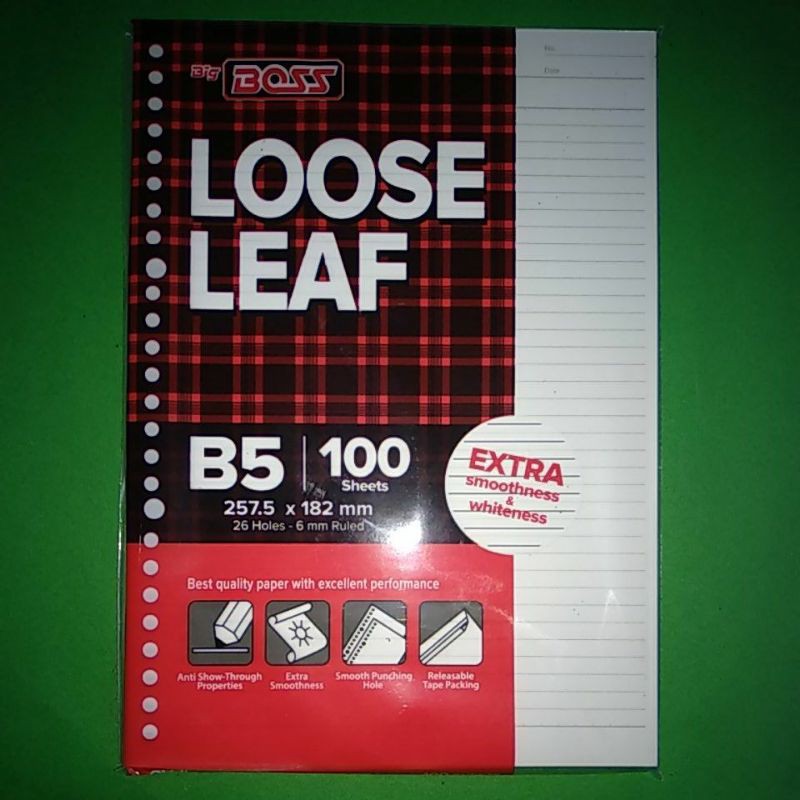 No.
Date
Big BOSS
LOOSE
LEAF
B5 100
Sheets
257.5 x 182 mm
26 Holes - 6 mm Ruled
EXTRA
smoothness
&
whiteness
Best quality paper with excellent performance
Anti Show-Through
Properties
Extra
Smoothness
Smooth Punching
Hole
Releasable
Tape Packing